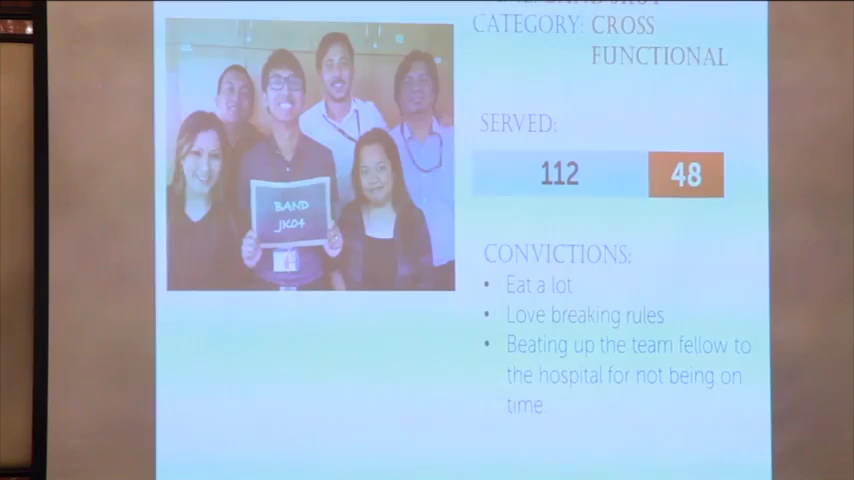 CATEGORY: CROSS
FUNCTIONAL
SERVED:
112 48
CONVICTIONS:
• Eat a lot
• Love breaking rules
• Beating up the team fellow to
the hospital for not being on
time
BAND
JK04